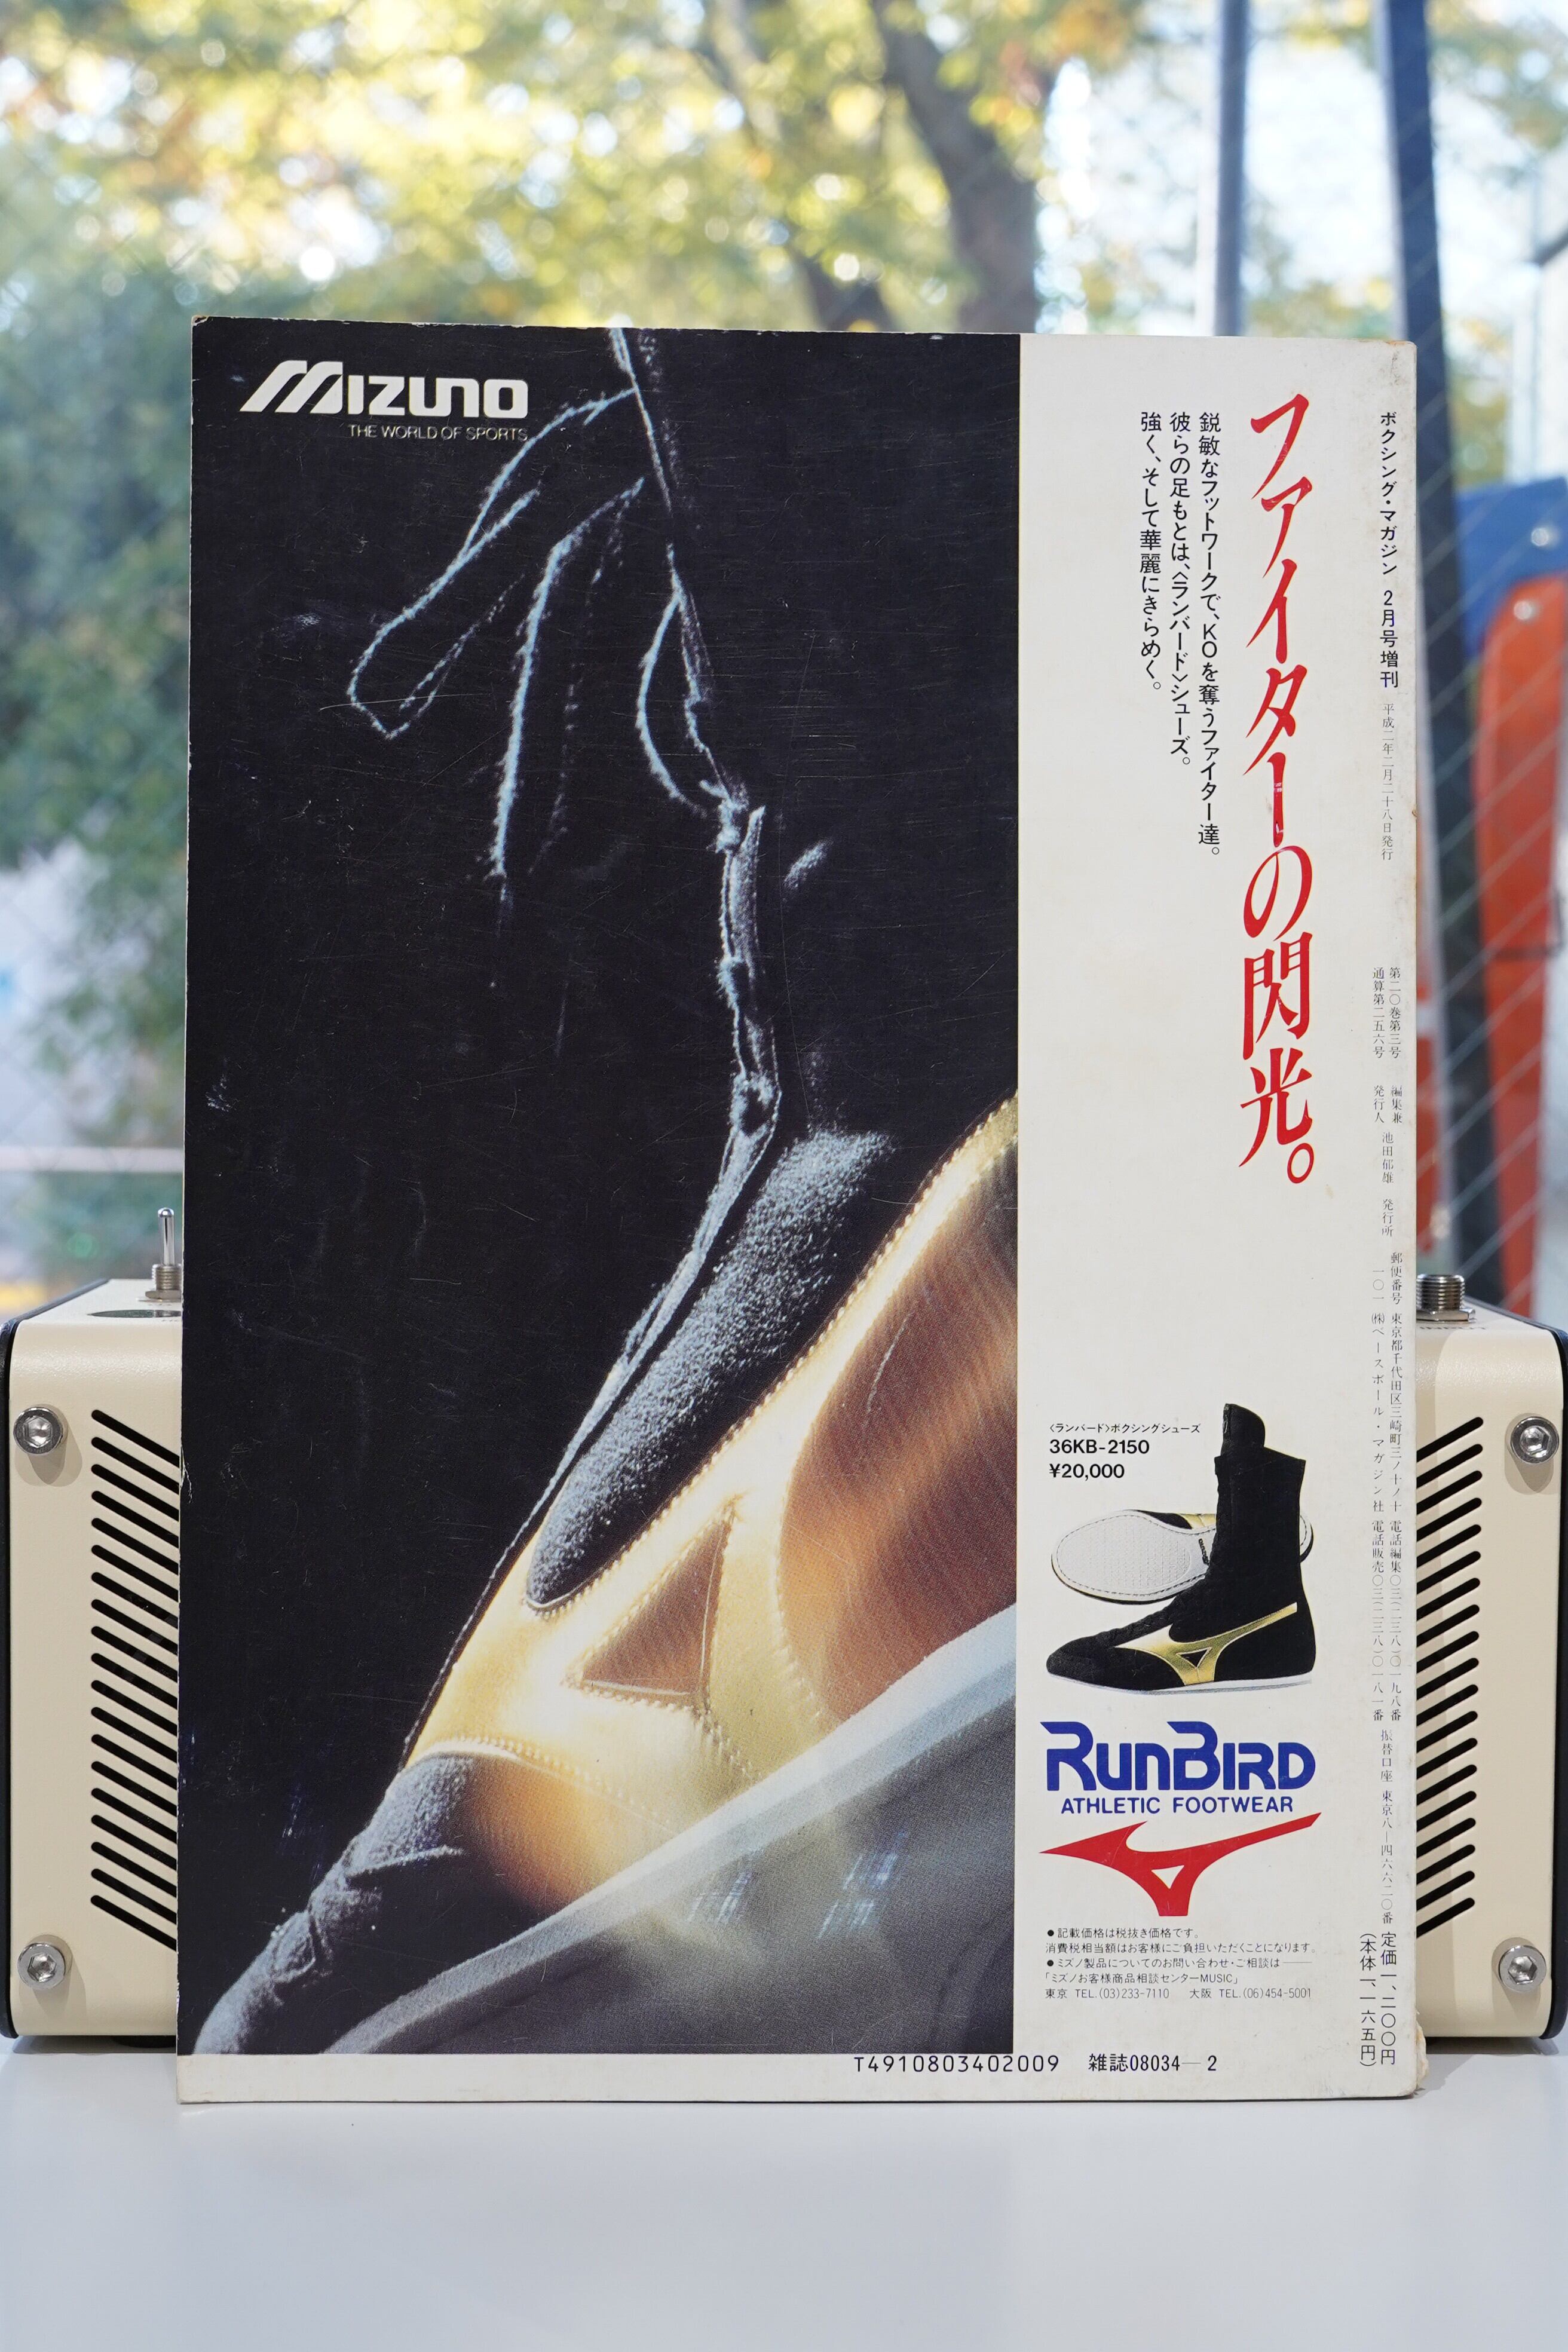 MIZUNO
THE WORLD OF SPORTS
ボクシング・マガジン 2月号増刊
平成二年二月二十八日発行
第二〇巻第三号
通算第二五六号
編集兼
発行人
池田郁雄
発行所
郵便番号
一〇一
東京都千代田区三崎町三ノ十ノ十
㈱ベースボール・マガジン社
電話編集〇三(二三八)〇一九八番
電話販売〇三(二三八)〇一八一番
振替口座 東京八―四六六二〇番
定価一、二〇〇円
(本体一、一六五円)
ファイターの閃光。
鋭敏なフットワークで、KOを奪うファイター達。
彼らの足もとは、〈ランバード〉シューズ。
強く、そして華麗にきらめく。
〈ランバード〉ボクシングシューズ
36KB-2150
¥20,000
RUNBIRD
ATHLETIC FOOTWEAR
●記載価格は税抜き価格です。
消費税相当額はお客様にご負担いただくことになります。
●ミズノ製品についてのお問い合わせ・ご相談は――
「ミズノお客様商品相談センターMUSIC」
東京 TEL.(03)233-7110 大阪 TEL.(06)454-5001
T4910803402009 雑誌08034―2